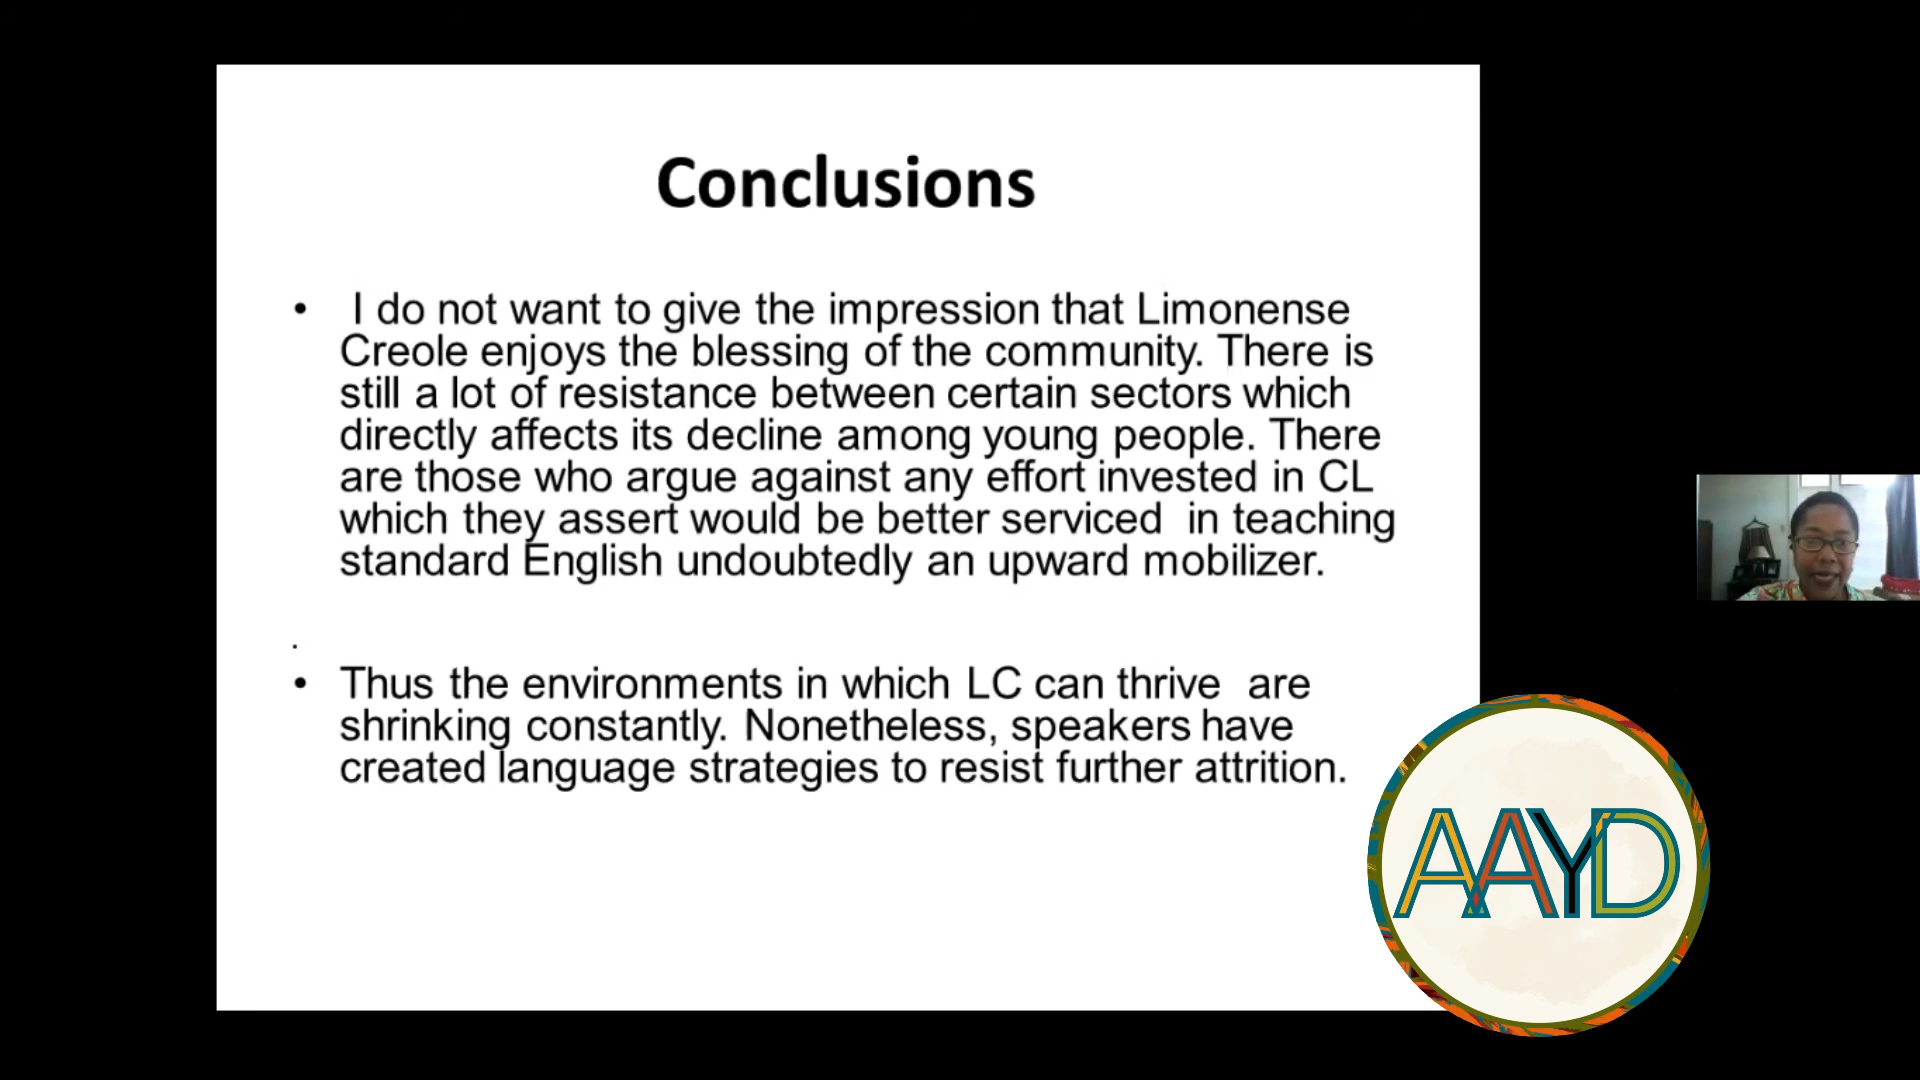 Conclusions
• I do not want to give the impression that Limonense
Creole enjoys the blessing of the community. There is
still a lot of resistance between certain sectors which
directly affects its decline among young people. There
are those who argue against any effort invested in CL
which they assert would be better serviced  in teaching
standard English undoubtedly an upward mobilizer.
•
• Thus the environments in which LC can thrive  are
shrinking constantly. Nonetheless, speakers have
created language strategies to resist further attrition.
AAYD